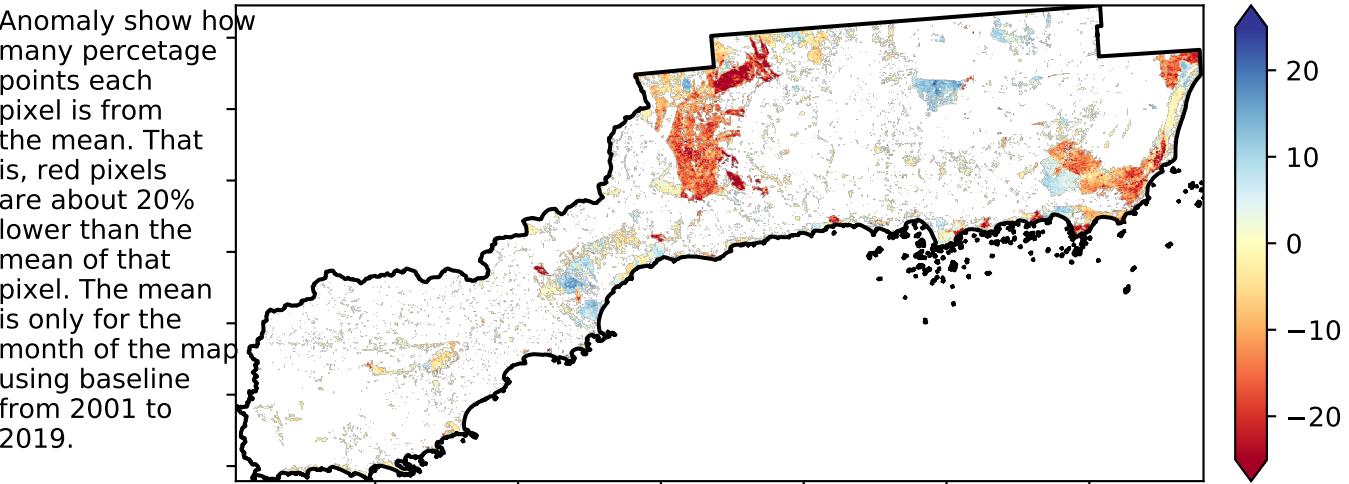 Anomaly show how
many percetage
points each
pixel is from
the mean. That
is, red pixels
are about 20%
lower than the
mean of that
pixel. The mean
is only for the
month of the map
using baseline
from 2001 to
2019.
20
10
0
−10
−20